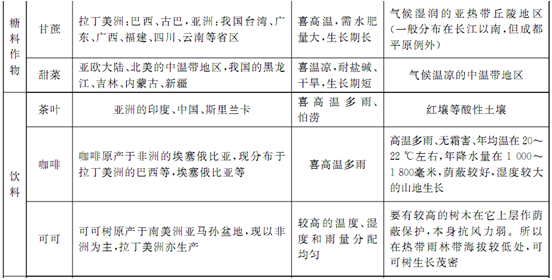 糖料作物
甘蔗
拉丁美洲:巴西、古巴,亚洲:我国台湾、广
东、广西、福建、四川、云南等省区
喜高温,需水肥
量大,生长期长
气候湿润的亚热带丘陵地区
(一般分布在长江以南,但成都
平原例外)
甜菜
亚欧大陆、北美的中温带地区,我国的黑龙
江、吉林、内蒙古、新疆
喜温凉,耐盐碱、
干旱,生长期短
气候温凉的中温带地区
饮料
茶叶
亚洲的印度、中国、斯里兰卡
喜高温多雨、
怕涝
红壤等酸性土壤
咖啡
咖啡原产于非洲的埃塞俄比亚,现分布于
拉丁美洲的巴西等,埃塞俄比亚等
喜高温多雨
高温多雨、无霜害、年均温在20~
22 ℃左右,年降水量在1 000~
1 800毫米,荫蔽较好,湿度较大
的山地生长
可可
可可树原产于南美洲亚马孙盆地,现以非
洲为主,拉丁美洲亦生产
较高的温度、湿
度和雨量分配
均匀
要有较高的树木在它上层作荫
蔽保护,本身抗风力弱。所以
在热带雨林带海拔较低处,可
可树生长茂密